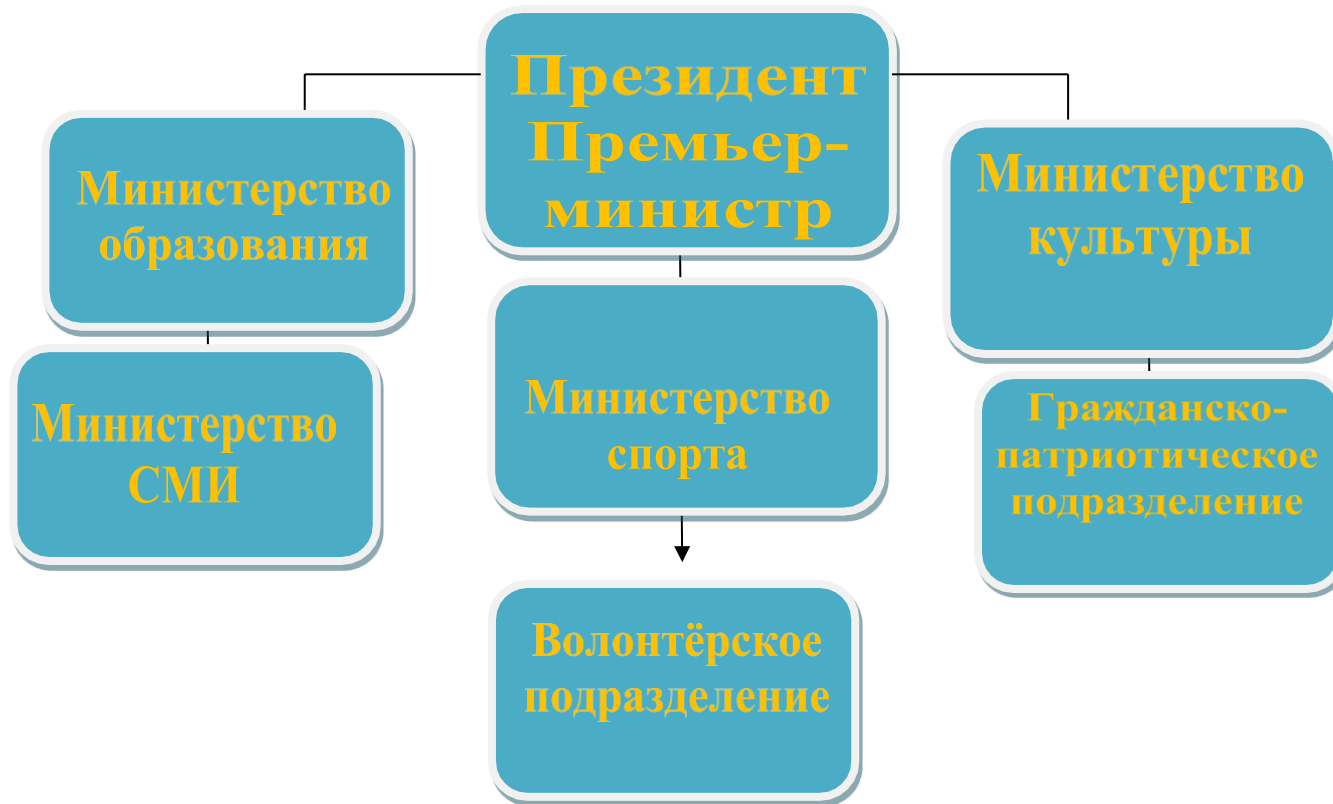 Президент
Премьер-
министр
Министерство
образования
Министерство
культуры
Министерство
СМИ
Министерство
спорта
Гражданско-
патриотическое
подразделение
Волонтёрское
подразделение